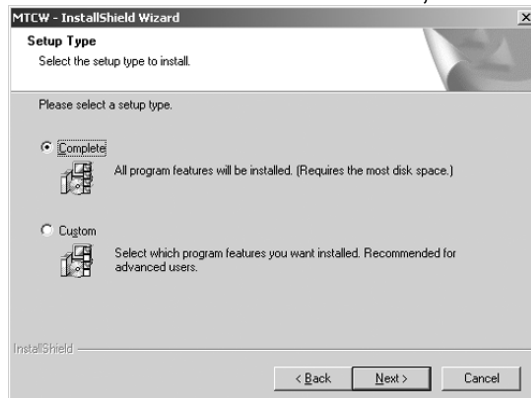 MTCW - InstallShield Wizard
Setup Type
Select the setup type to install.
Please select a setup type.
Complete
All program features will be installed. (Requires the most disk space.)
Custom
Select which program features you want installed. Recommended for
advanced users.
InstallShield
< Back
Next >
Cancel